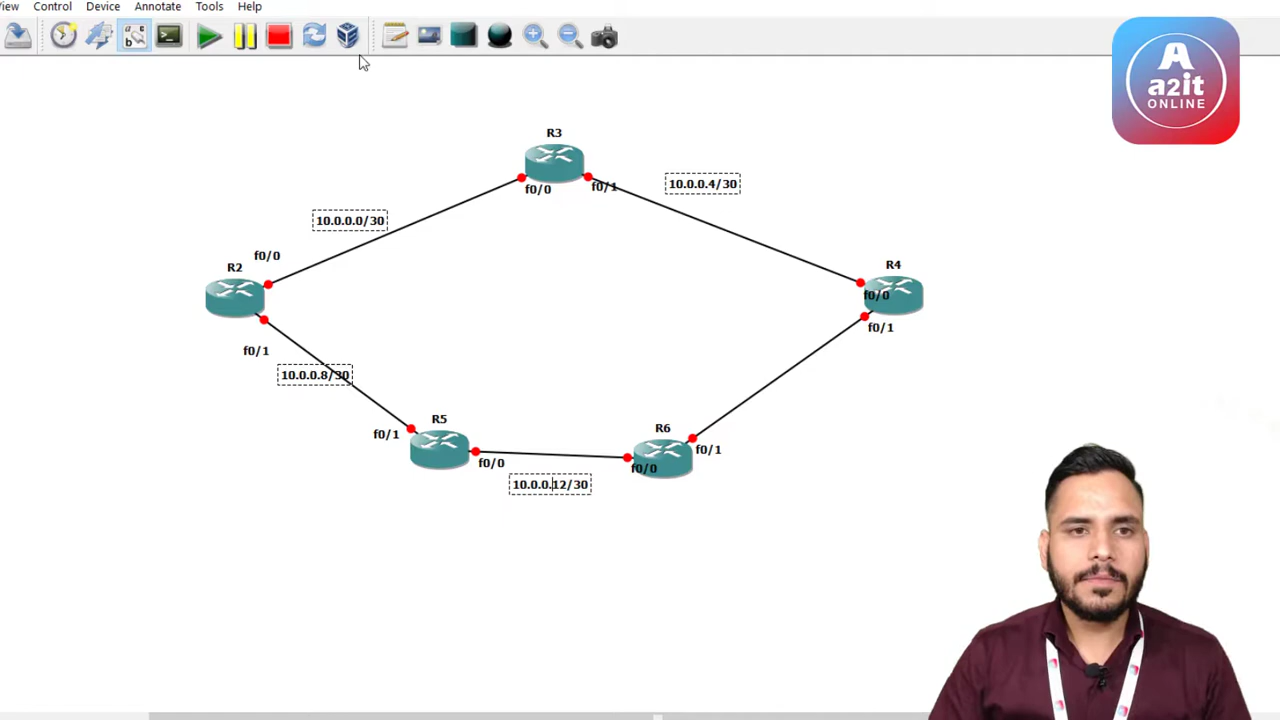 View Control Device Annotate Tools Help
A
a2it
ONLINE
R3
f0/0
f0/1
10.0.0.4/30
10.0.0.0/30
f0/0
R2
R4
f0/0
f0/1
f0/1
10.0.0.8/30
R5
R6
f0/1
f0/0
f0/0
f0/1
10.0.0.12/30